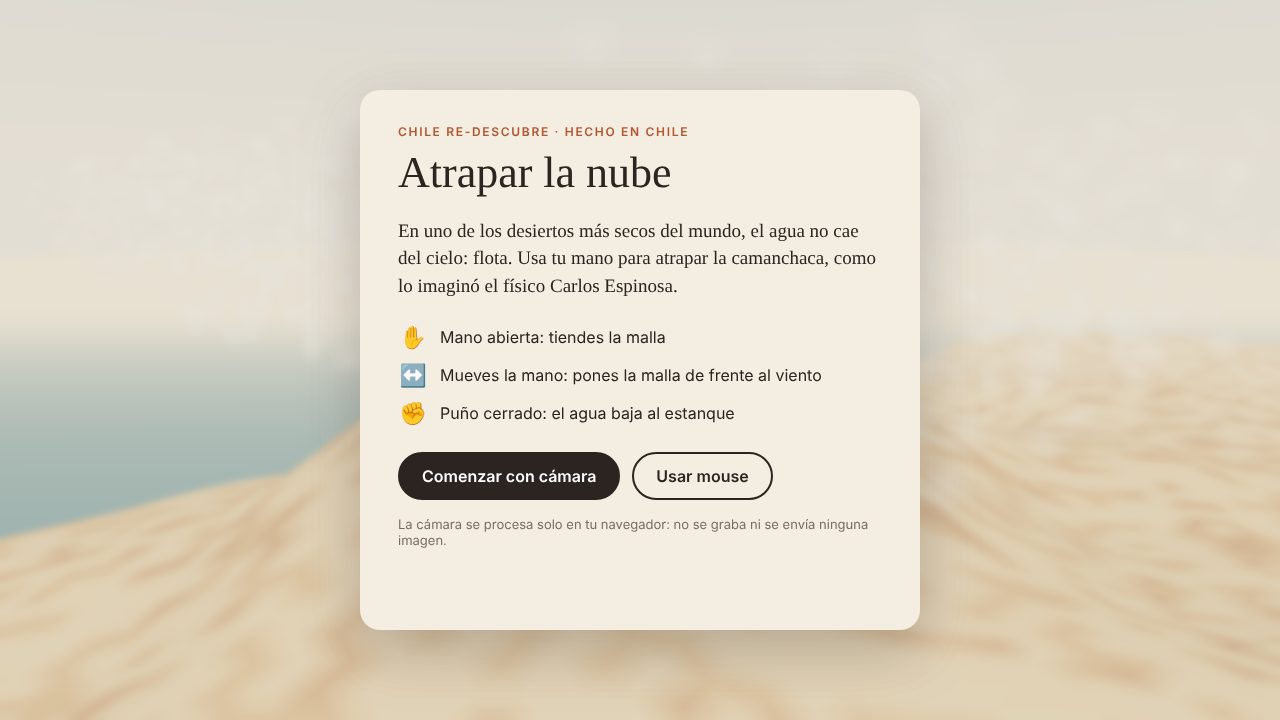 CHILE RE-DESCUBRE · HECHO EN CHILE
Atrapar la nube
En uno de los desiertos más secos del mundo, el agua no cae
del cielo: flota. Usa tu mano para atrapar la camanchaca, como
lo imaginó el físico Carlos Espinosa.
Mano abierta: tiendes la malla
Mueves la mano: pones la malla de frente al viento
Puño cerrado: el agua baja al estanque
Comenzar con cámara
Usar mouse
La cámara se procesa solo en tu navegador: no se graba ni se envía ninguna
imagen.